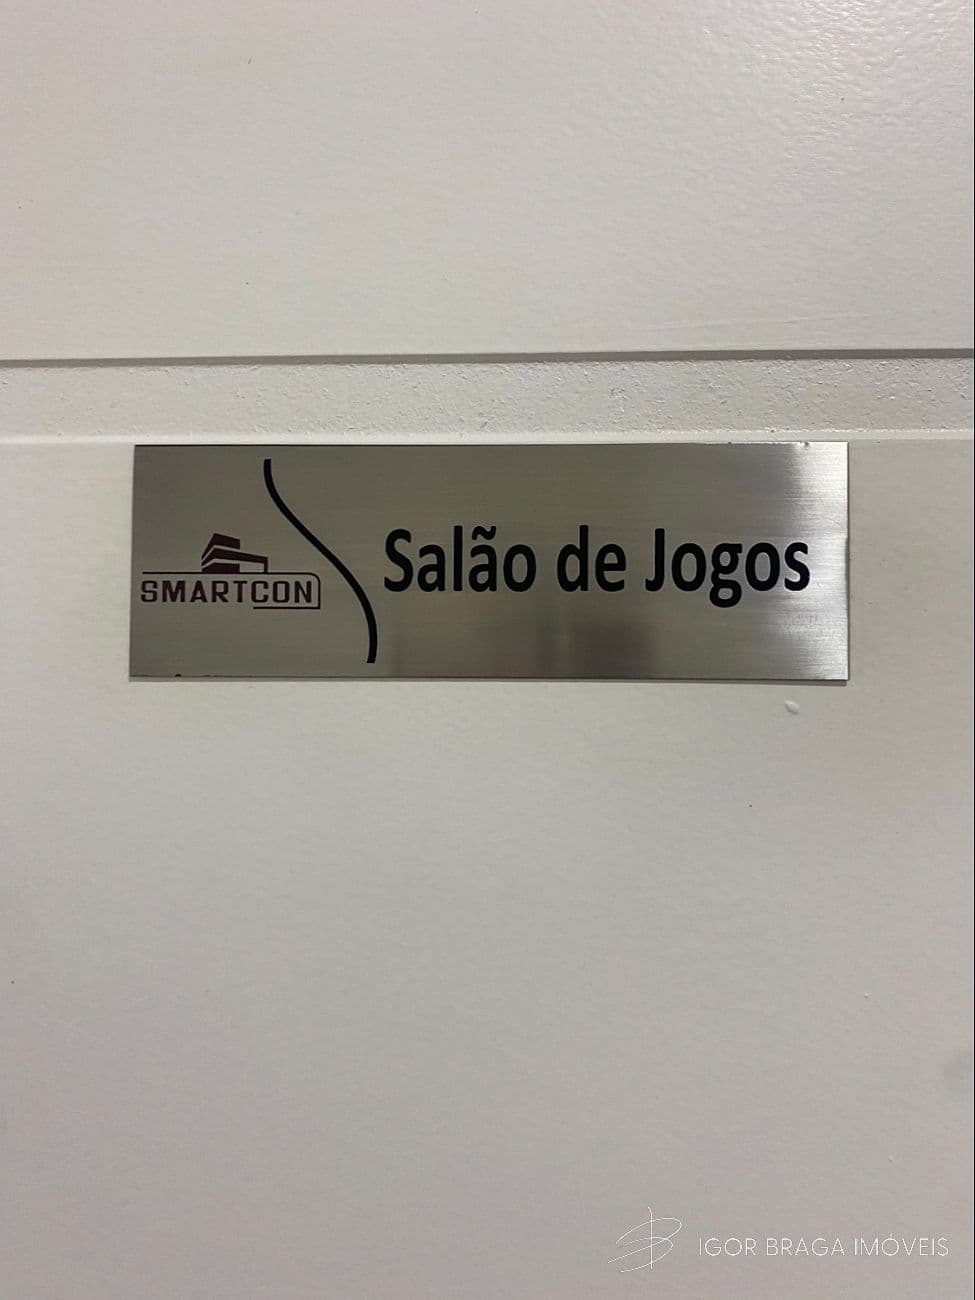 SMARTCON
Salão de Jogos
IGOR BRAGA IMÓVEIS